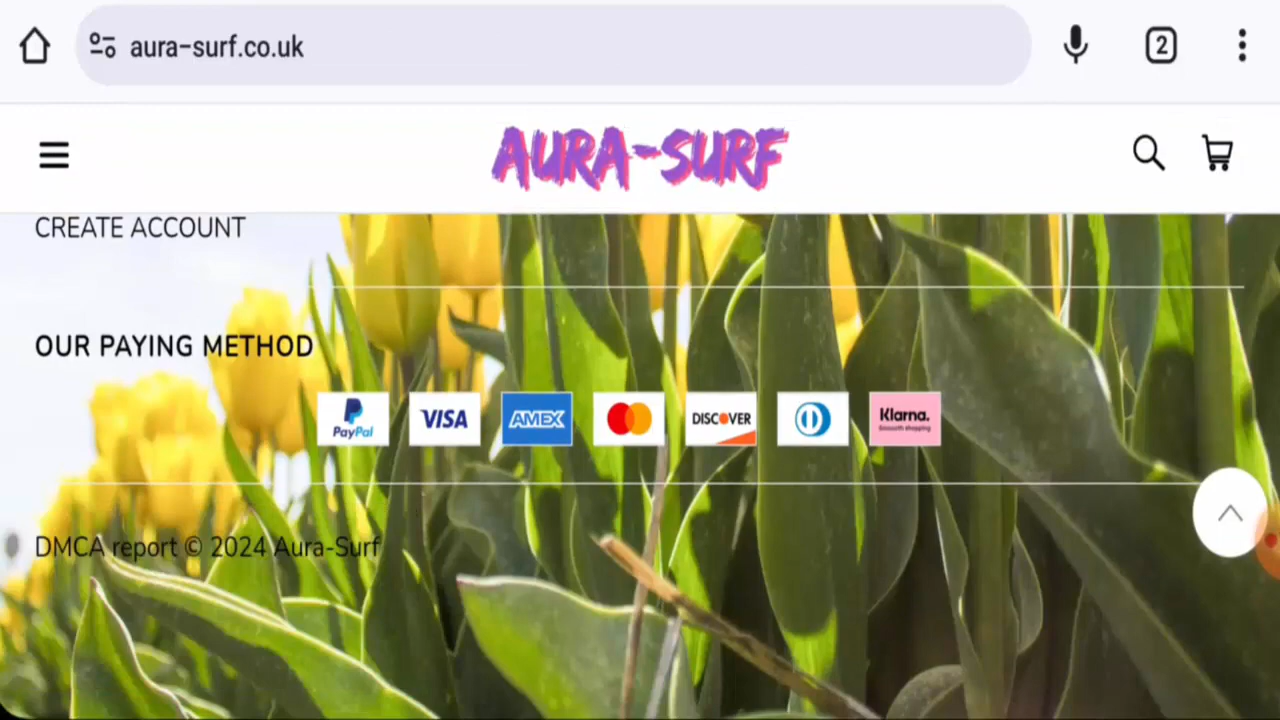 aura-surf.co.uk
2
AURA-SURF
CREATE ACCOUNT
OUR PAYING METHOD
PayPal VISA AMEX DISCOVER Klarna.
DMCA report © 2024 Aura-Surf